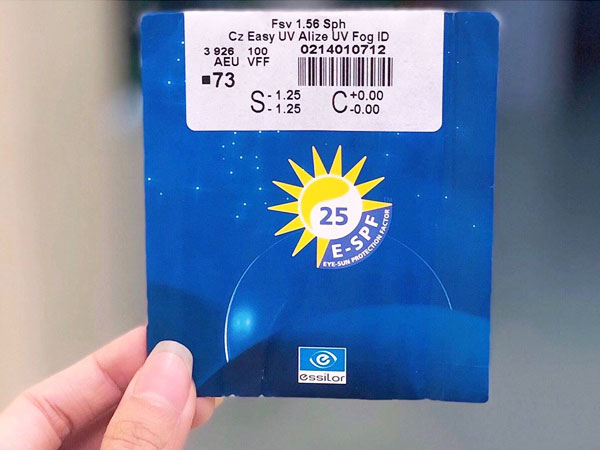 Fsv 1.56 Sph
Cz Easy UV Alize UV Fog ID
3 926 100 0214010712
AEU VFF
■73
S -1.25 C +0.00
-1.25 -0.00
25
E-SPF
EYE-SUN PROTECTION FACTOR
essilor